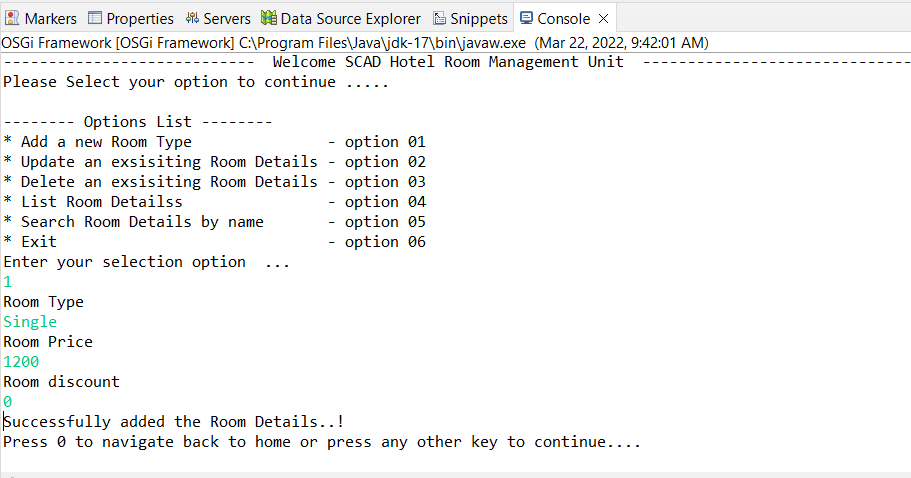 Markers Properties Servers Data Source Explorer Snippets Console
OSGi Framework [OSGi Framework] C:\Program Files\Java\jdk-17\bin\javaw.exe (Mar 22, 2022, 9:42:01 AM)
---------------------------- Welcome SCAD Hotel Room Management Unit ------------------------------
Please Select your option to continue .....
-------- Options List --------
* Add a new Room Type - option 01
* Update an exsisiting Room Details - option 02
* Delete an exsisiting Room Details - option 03
* List Room Detailss - option 04
* Search Room Details by name - option 05
* Exit - option 06
Enter your selection option ...
1
Room Type
Single
Room Price
1200
Room discount
0
Successfully added the Room Details..!
Press 0 to navigate back to home or press any other key to continue....